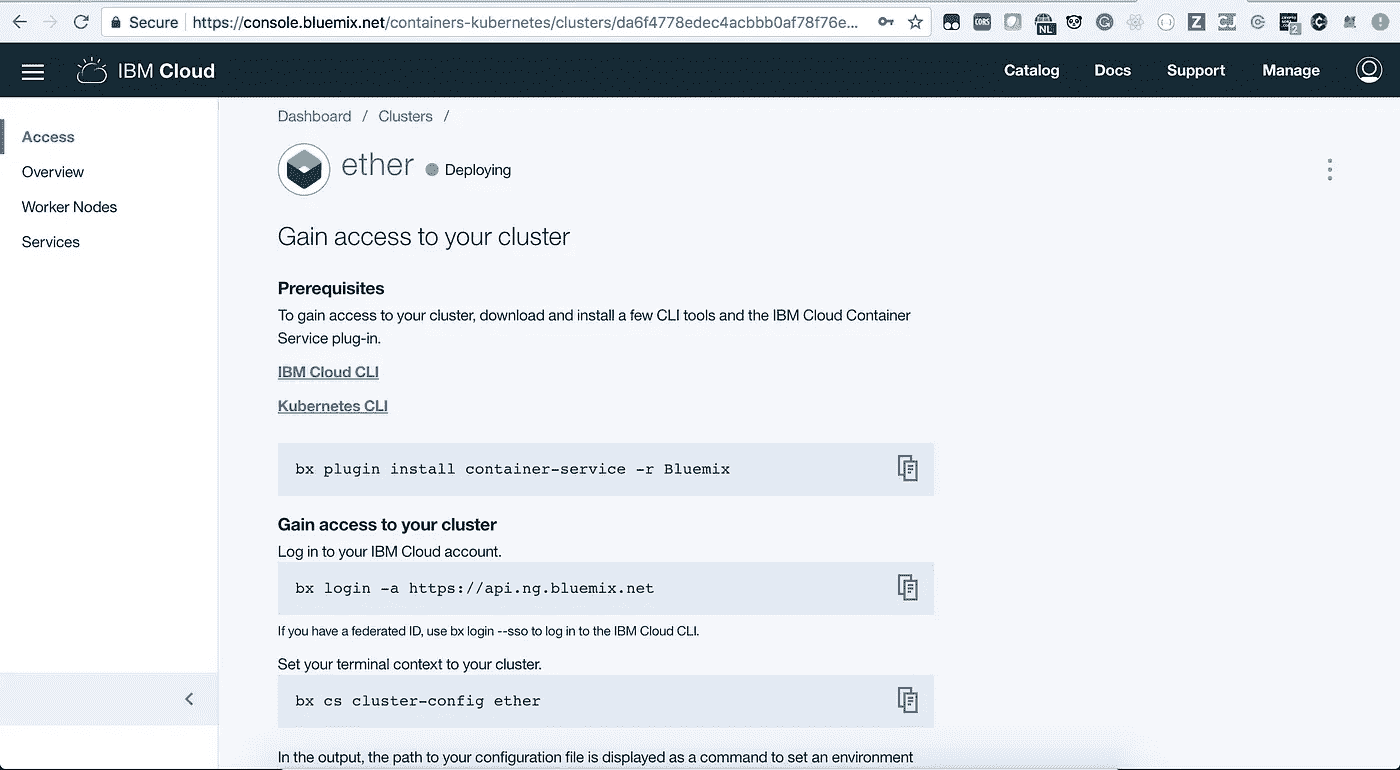 Secure https://console.bluemix.net/containers-kubernetes/clusters/da6f4778edec4acbbb0af78f76e...
CORS NL Z
IBM Cloud Catalog Docs Support Manage
Dashboard / Clusters /
Access
Overview
Worker Nodes
Services
ether Deploying
Gain access to your cluster
Prerequisites
To gain access to your cluster, download and install a few CLI tools and the IBM Cloud Container
Service plug-in.
IBM Cloud CLI
Kubernetes CLI
bx plugin install container-service -r Bluemix
Gain access to your cluster
Log in to your IBM Cloud account.
bx login -a https://api.ng.bluemix.net
If you have a federated ID, use bx login --sso to log in to the IBM Cloud CLI.
Set your terminal context to your cluster.
bx cs cluster-config ether
In the output, the path to your configuration file is displayed as a command to set an environment